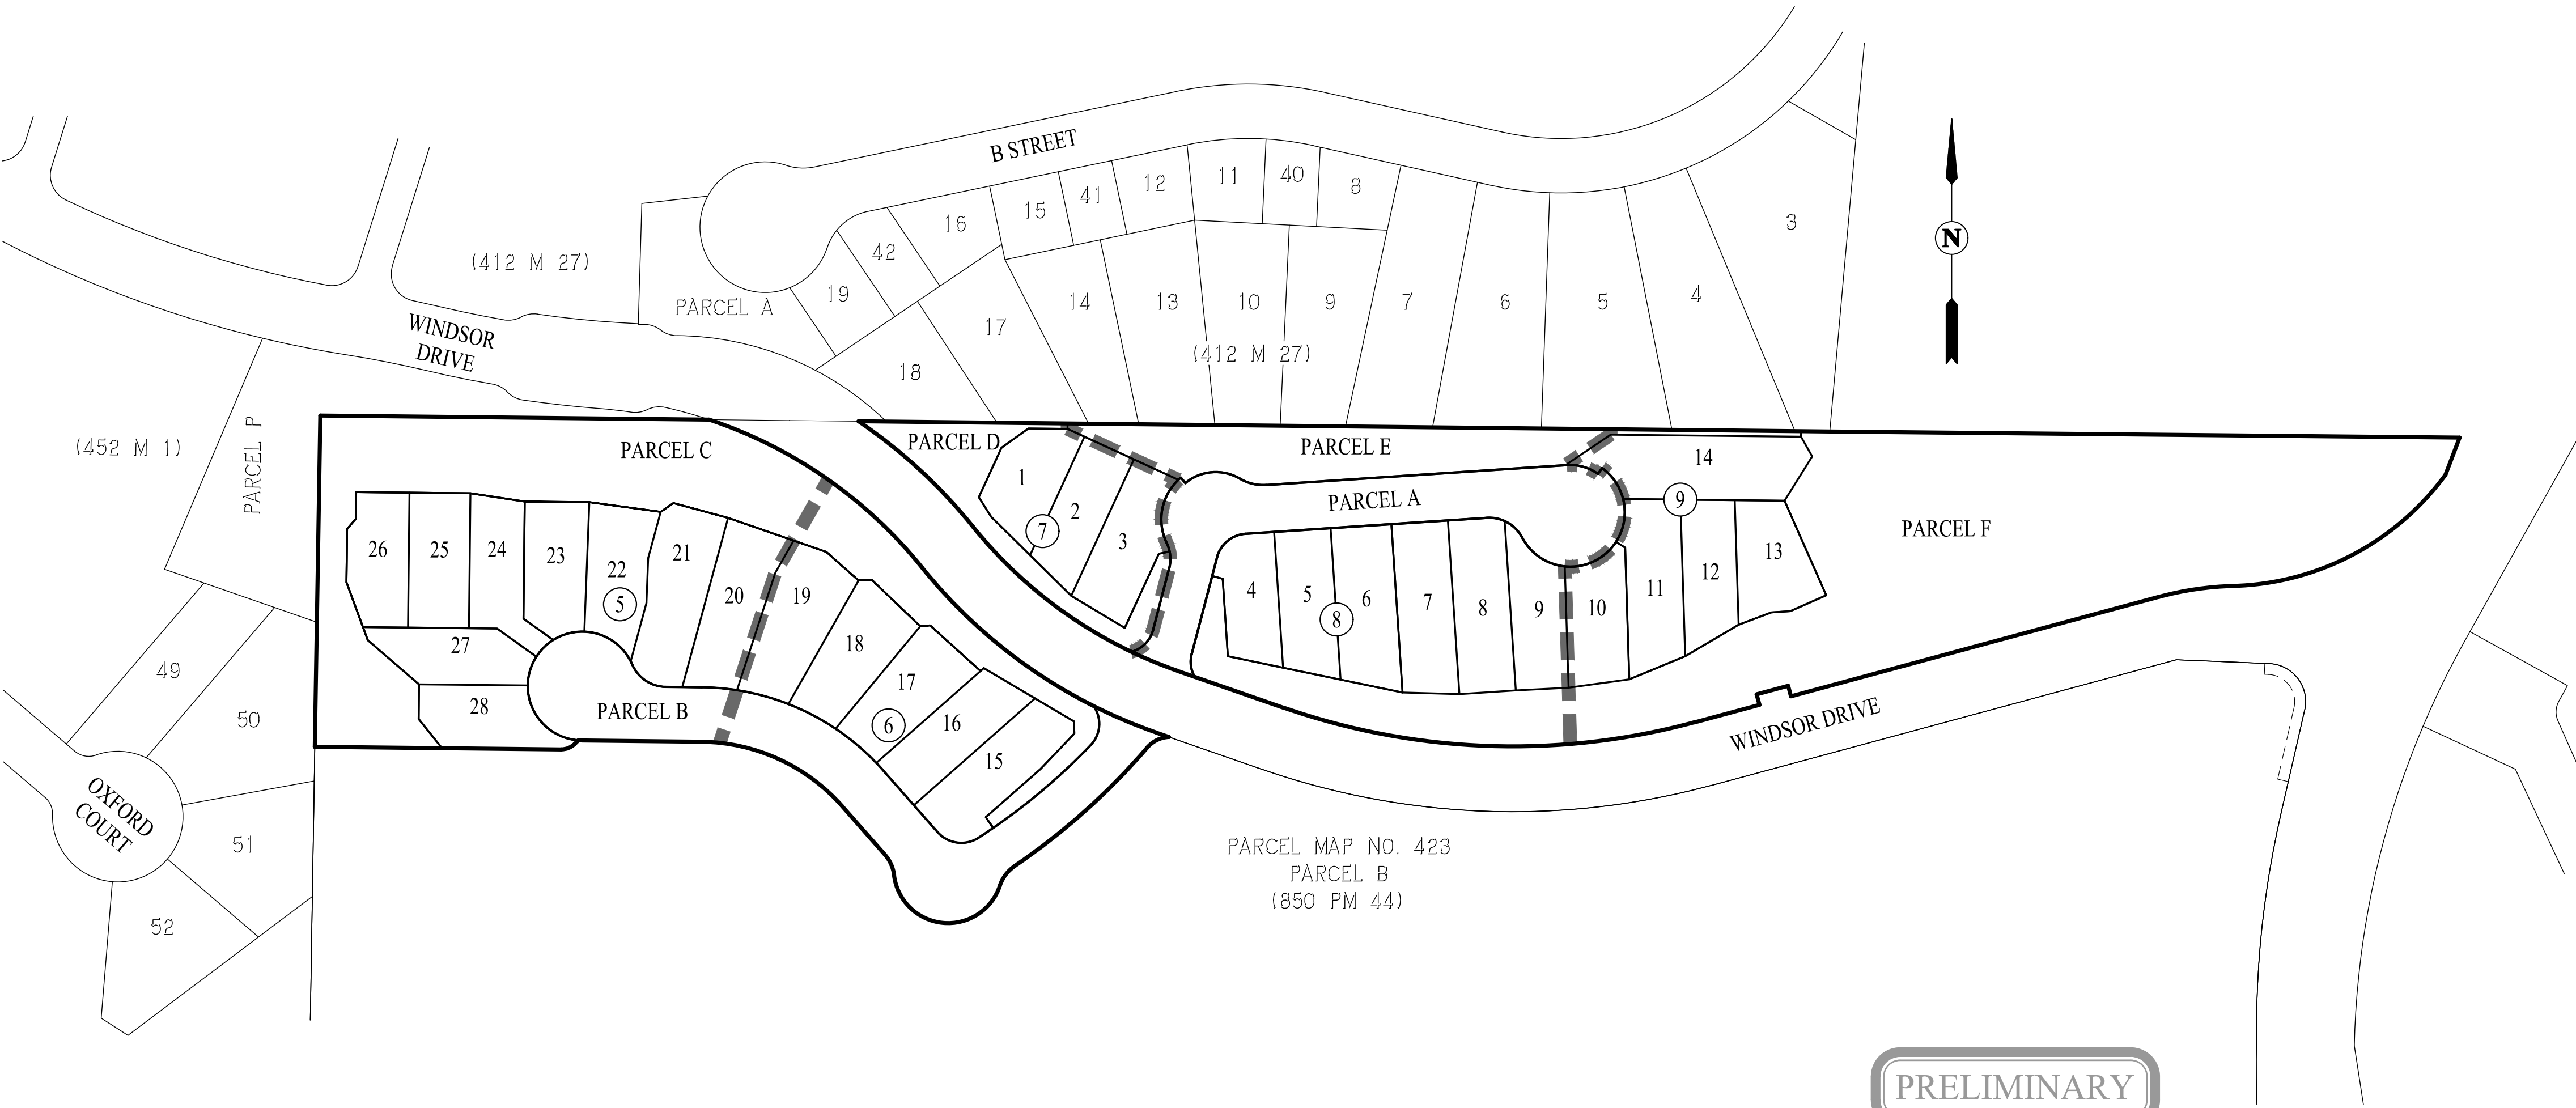 B STREET
11
40
8
12
41
15
16
42
3
N
(412 M 27)
19
PARCEL A
14
13
10
9
7
6
5
4
17
WINDSOR
DRIVE
(412 M 27)
18
(452 M 1)
PARCEL P
PARCEL C
PARCEL D
PARCEL E
14
1
9
PARCEL A
2
7
3
PARCEL F
26
25
24
23
22
5
21
20
19
4
5
6
8
7
8
9
10
11
12
13
27
18
17
6
16
15
28
PARCEL B
49
50
WINDSOR DRIVE
OXFORD
COURT
51
52
PARCEL MAP NO. 423
PARCEL B
(850 PM 44)
PRELIMINARY